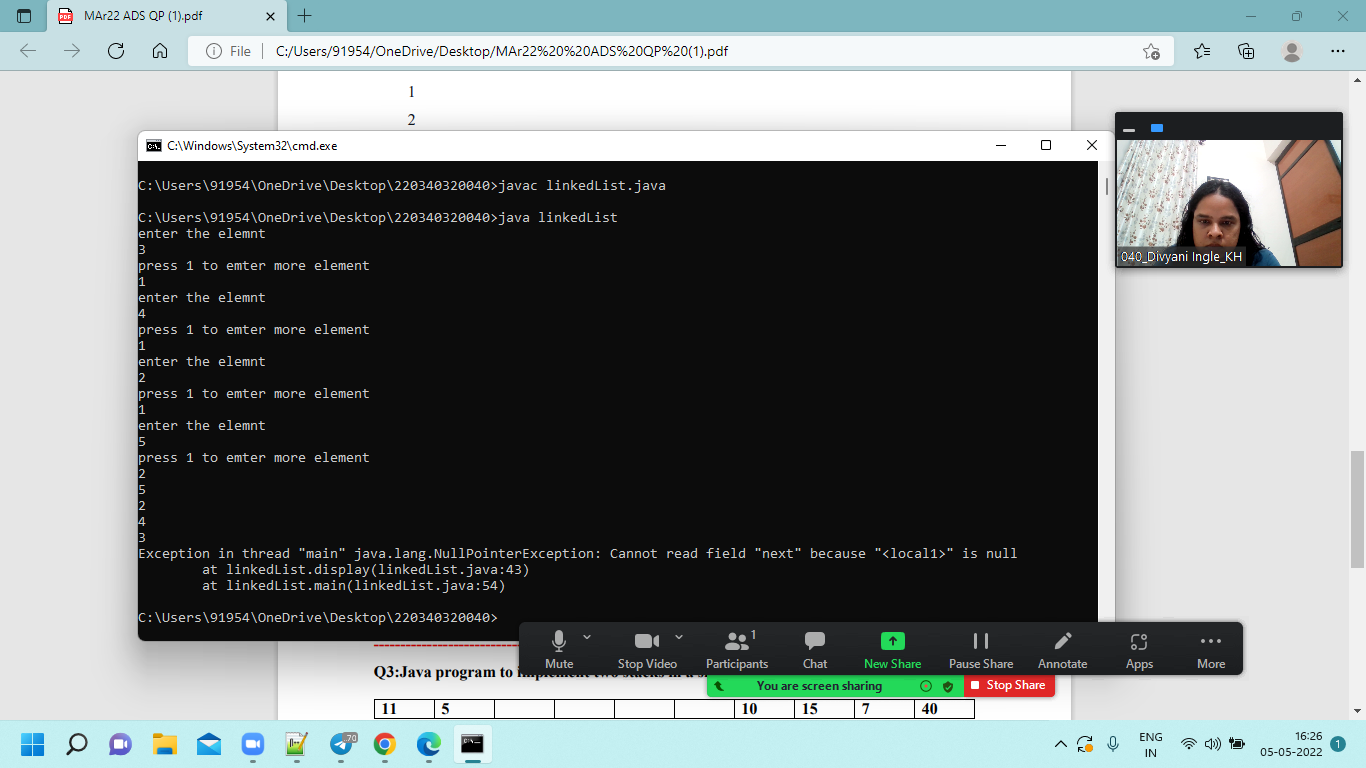 MAr22 ADS QP (1).pdf
File
C:/Users/91954/OneDrive/Desktop/MAr22%20%20ADS%20QP%20(1).pdf
1
2
C:\Windows\System32\cmd.exe
C:\Users\91954\OneDrive\Desktop\220340320040>javac linkedList.java
C:\Users\91954\OneDrive\Desktop\220340320040>java linkedList
enter the elemnt
3
press 1 to emter more element
1
enter the elemnt
4
press 1 to emter more element
1
enter the elemnt
2
press 1 to emter more element
1
enter the elemnt
5
press 1 to emter more element
2
5
2
4
3
Exception in thread "main" java.lang.NullPointerException: Cannot read field "next" because "<local1>" is null
at linkedList.display(linkedList.java:43)
at linkedList.main(linkedList.java:54)
C:\Users\91954\OneDrive\Desktop\220340320040>
040_Divyani Ingle_KH
1
Mute Stop Video Participants Chat New Share Pause Share Annotate Apps More
You are screen sharing Stop Share
Q3:Java program to implement two stacks in a
11 5 10 15 7 40
70
ENG
IN
16:26
05-05-2022
1